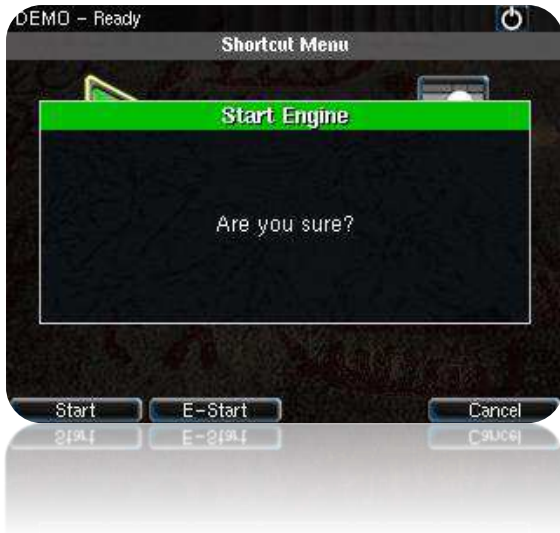 DEMO - Ready
Shortcut Menu
Start Engine
Are you sure?
Start E-Start Cancel